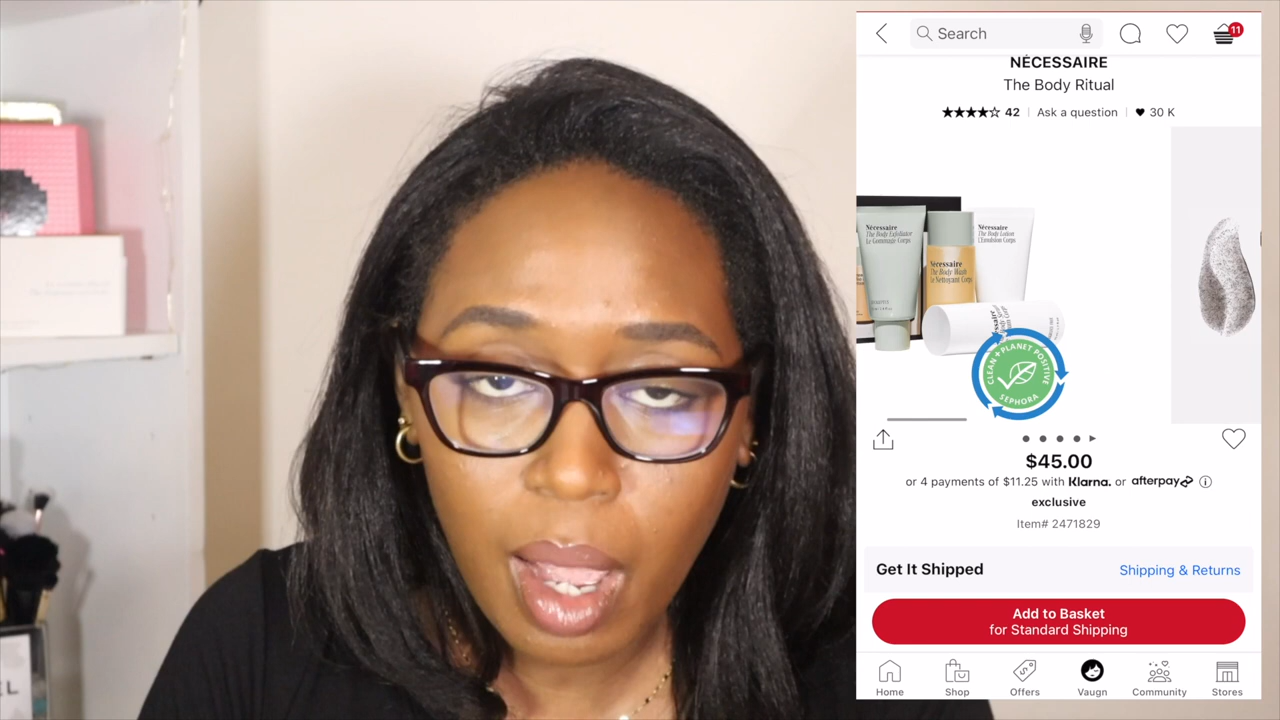 Search
11
NÉCESSAIRE
The Body Ritual
42 | Ask a question | 30 K
Nécessaire
The Body Exfoliator
Le Gommage Corps
Nécessaire
The Body Wash
Le Nettoyant Corps
Nécessaire
The Body Lotion
L'Émulsion Corps
CLEAN + PLANET POSITIVE
SEPHORA
$45.00
or 4 payments of $11.25 with Klarna. or afterpay
exclusive
Item# 2471829
Get It Shipped
Shipping & Returns
Add to Basket
for Standard Shipping
Home
Shop
Offers
Vaugn
Community
Stores